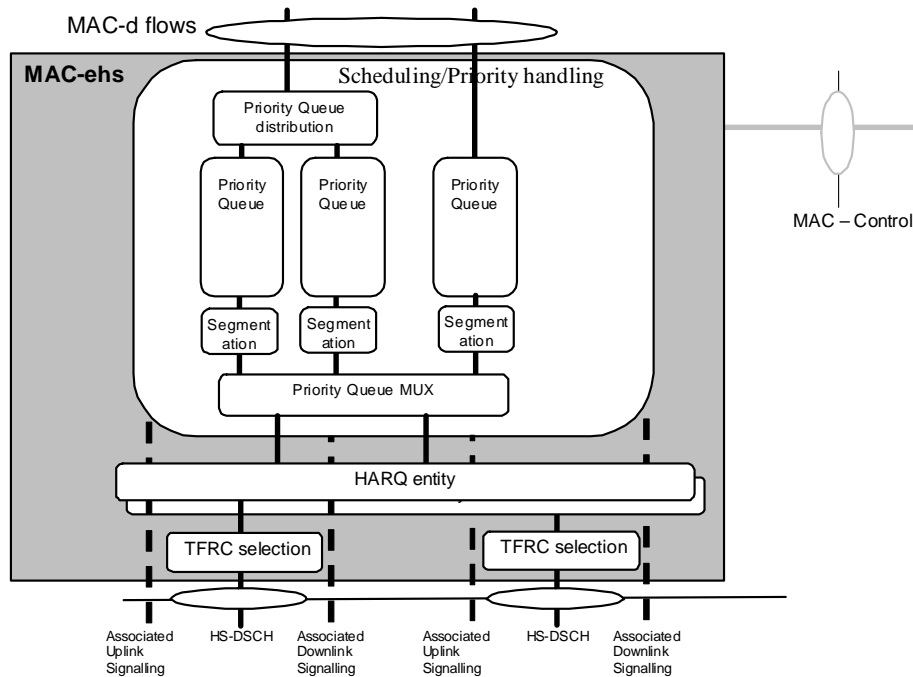 MAC-d flows
MAC-ehs
Scheduling/Priority handling
Priority Queue
distribution
Priority
Queue
Priority
Queue
Priority
Queue
MAC – Control
Segment
ation
Segment
ation
Segment
ation
Priority Queue MUX
HARQ entity
TFRC selection
TFRC selection
Associated
Uplink
Signalling
HS-DSCH
Associated
Downlink
Signalling
Associated
Uplink
Signalling
HS-DSCH
Associated
Downlink
Signalling